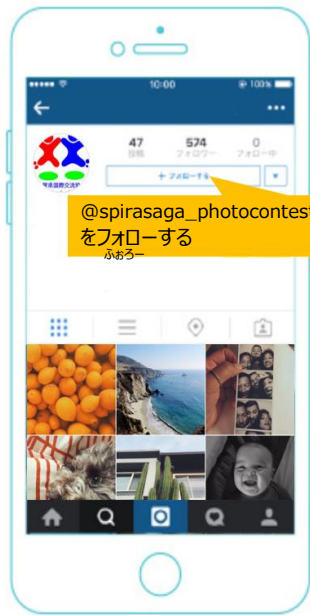 10:00
100%
47
574
0
投稿
フォロワー
フォロー中
+ フォローする
@spirasaga_photocontest
をフォローする
ふぉろー